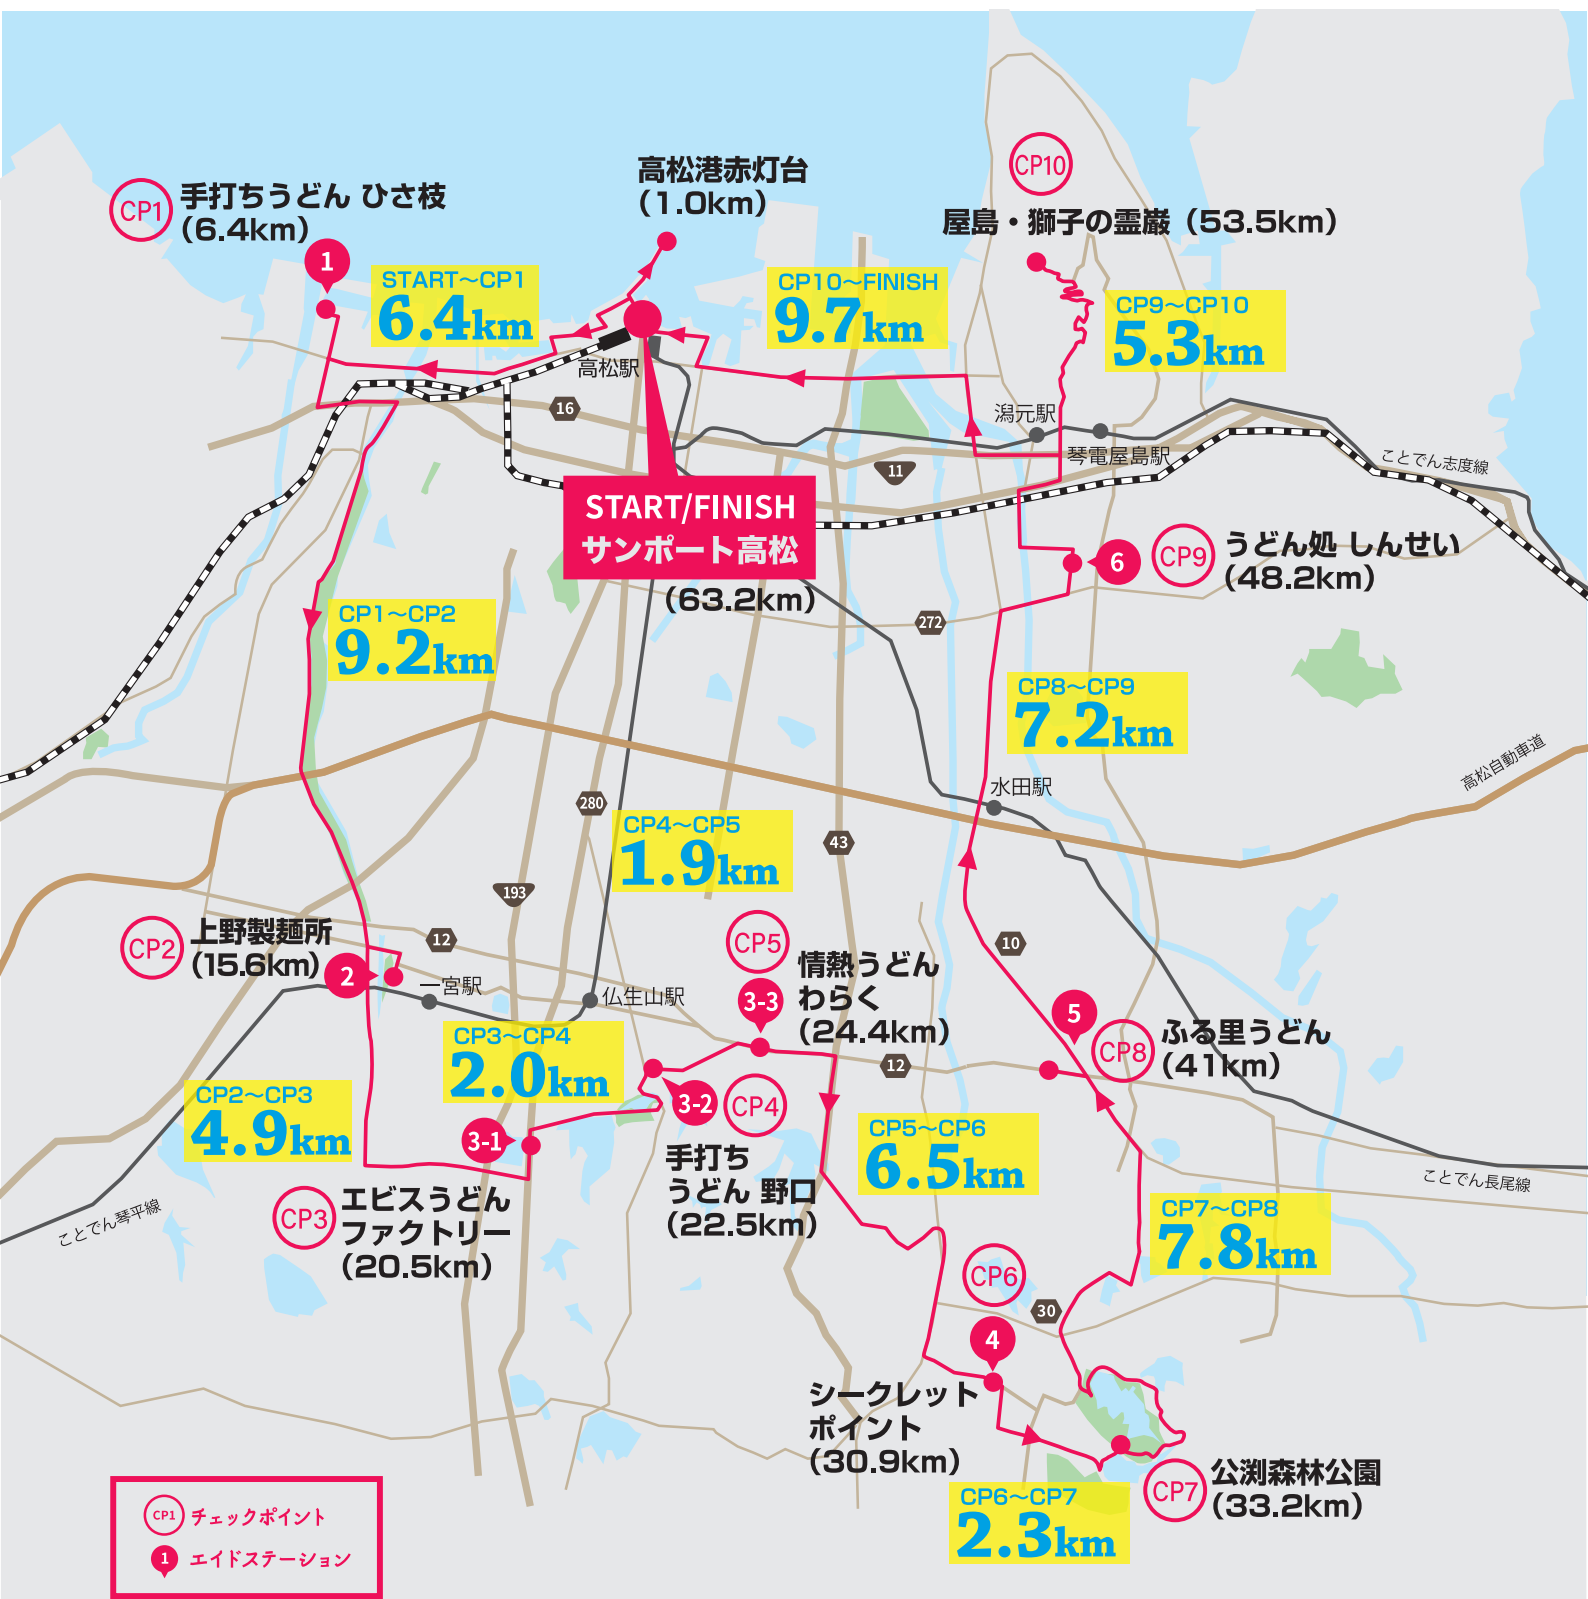 高松港赤灯台
（1.0km）
CP1
手打ちうどん ひさ枝
（6.4km）
1
START～CP1
6.4km
CP10
屋島・獅子の霊巌（53.5km）
CP10～FINISH
9.7km
CP9～CP10
5.3km
高松駅
16
11
潟元駅
琴電屋島駅
ことでん志度線
START/FINISH
サンポート高松
（63.2km）
6
CP9
うどん処 しんせい
（48.2km）
272
CP1～CP2
9.2km
CP8～CP9
7.2km
高松自動車道
水田駅
280
43
CP4～CP5
1.9km
193
CP2
上野製麺所
（15.6km）
2
12
一宮駅
仏生山駅
CP5
3-3
情熱うどん
わらく
（24.4km）
10
5
CP8
ふる里うどん
（41km）
12
CP3～CP4
2.0km
3-2
CP4
手打ち
うどん 野口
（22.5km）
CP2～CP3
4.9km
3-1
CP3
エビスうどん
ファクトリー
（20.5km）
ことでん琴平線
CP5～CP6
6.5km
ことでん長尾線
CP7～CP8
7.8km
CP6
30
4
シークレット
ポイント
（30.9km）
CP7
公渕森林公園
（33.2km）
CP6～CP7
2.3km
CP1 チェックポイント
1 エイドステーション